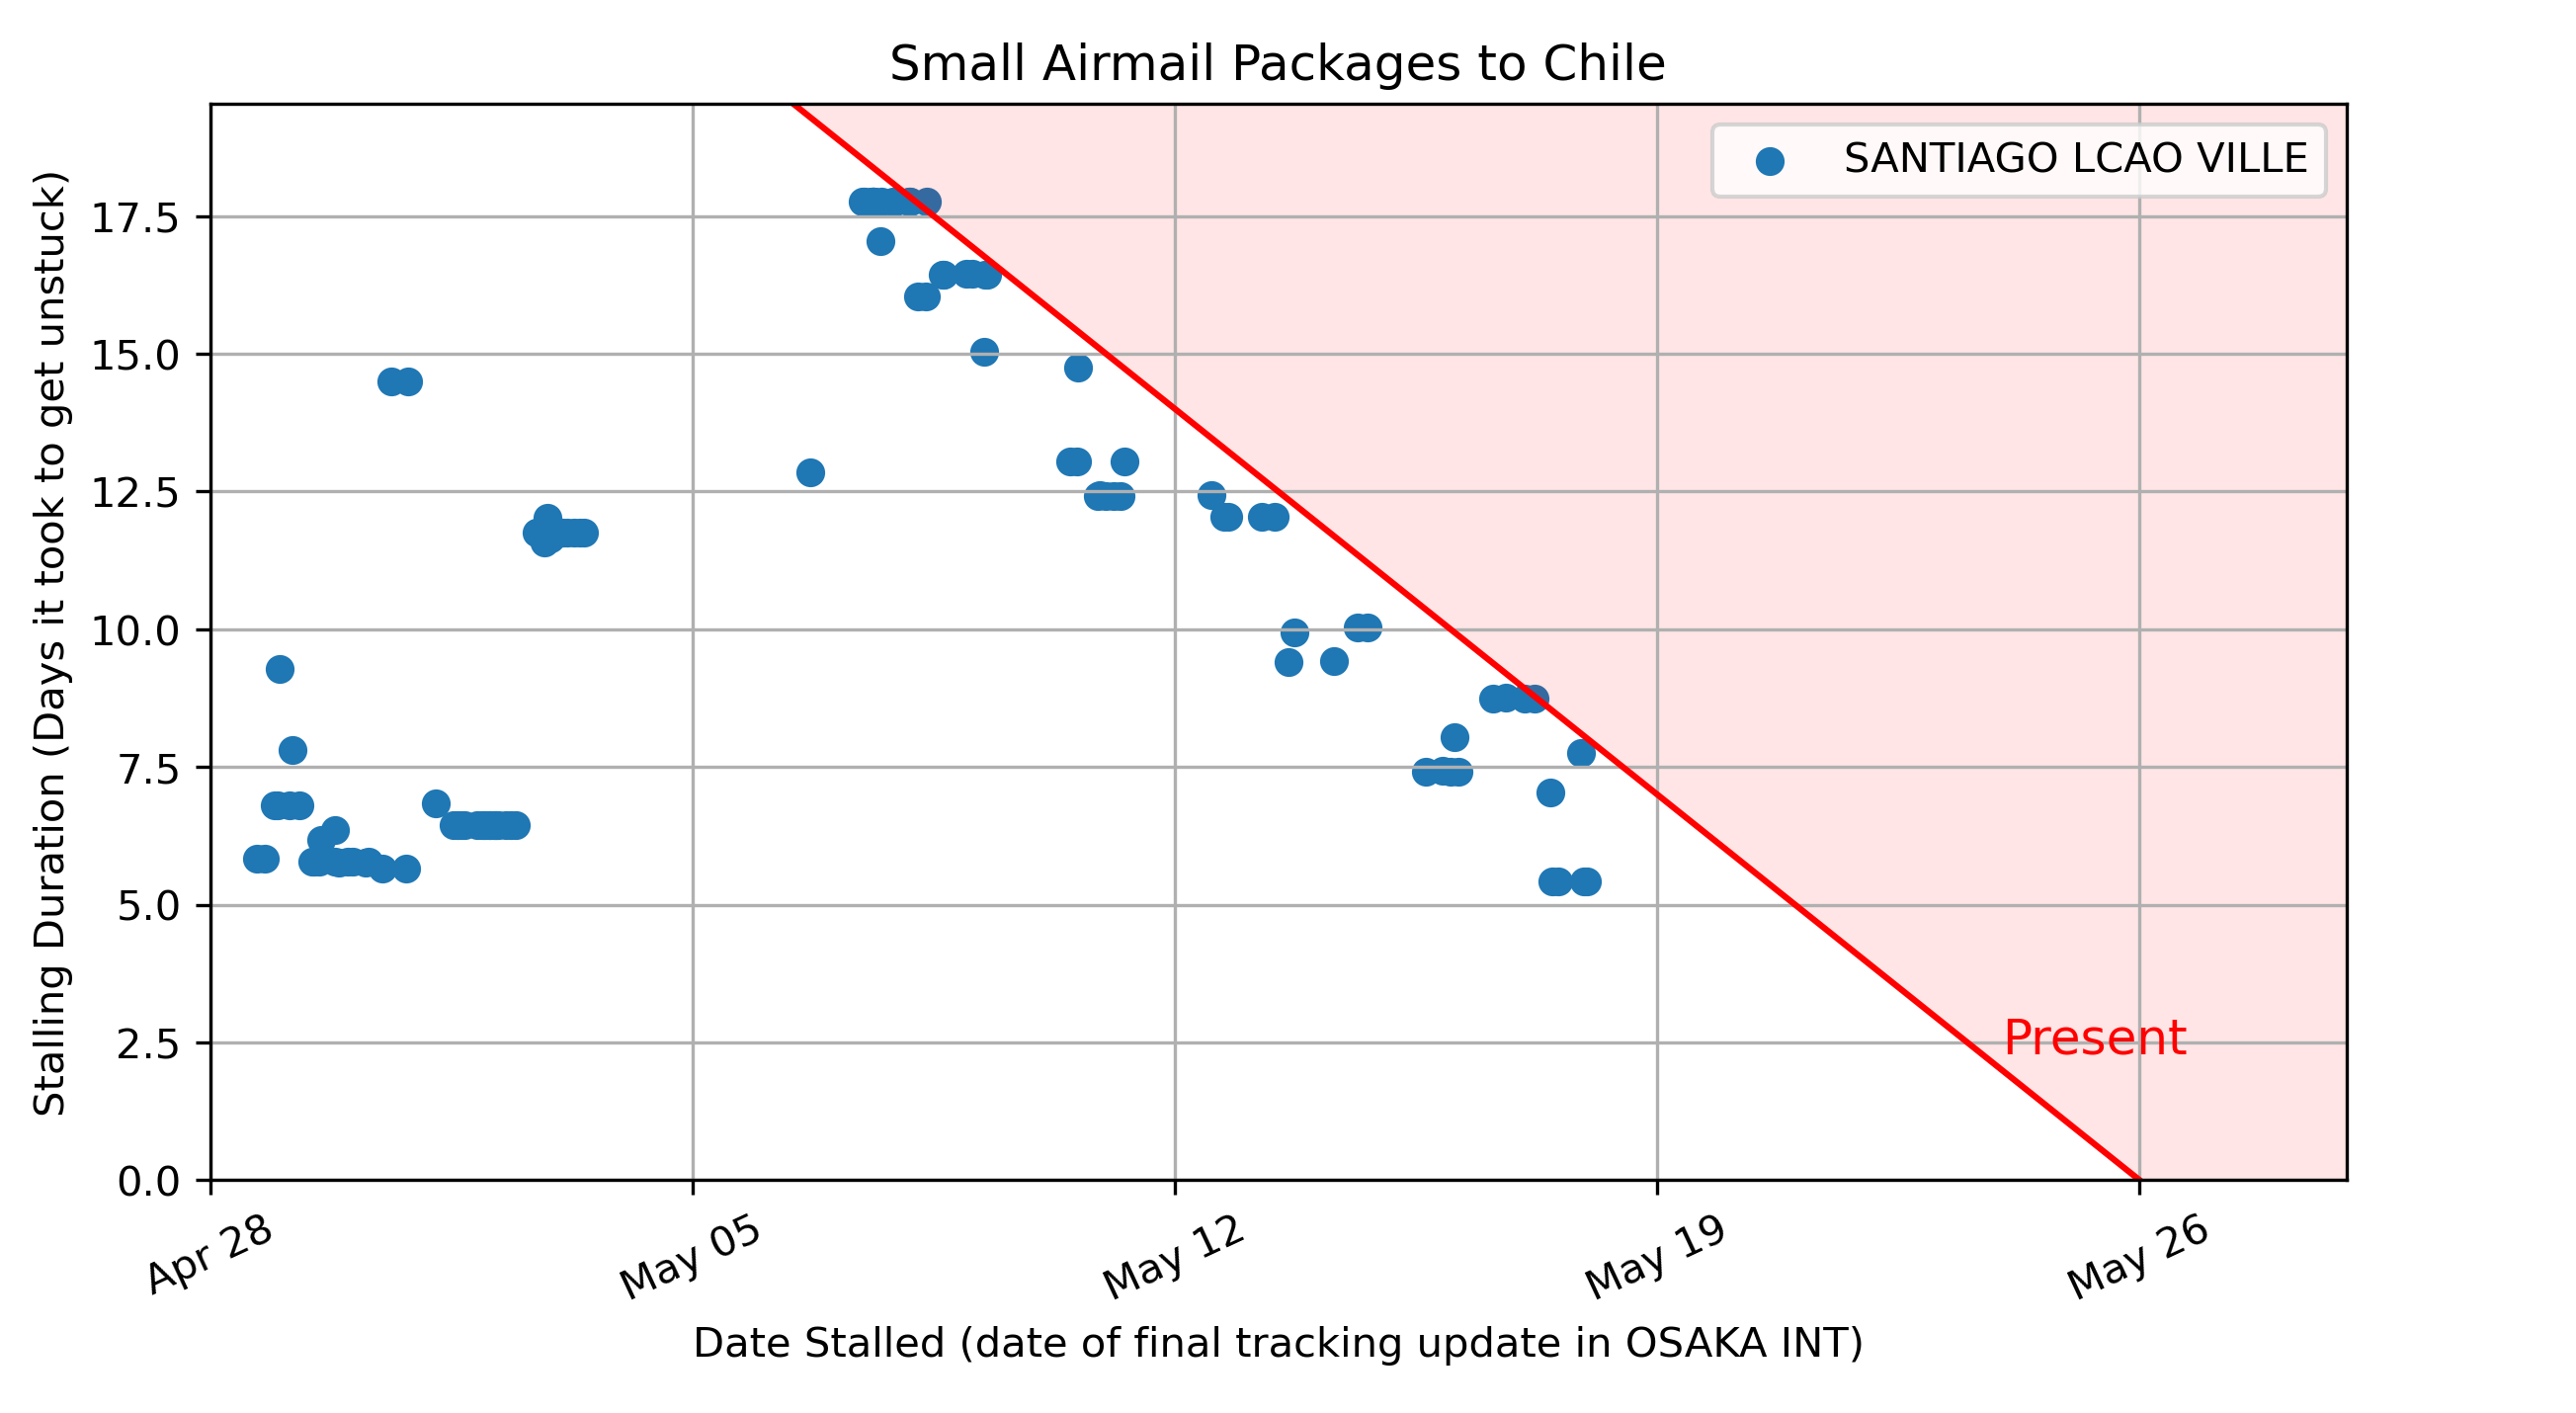 Small Airmail Packages to Chile
SANTIAGO LCAO VILLE
Stalling Duration (Days it took to get unstuck)
17.5
15.0
12.5
10.0
7.5
5.0
2.5
0.0
Present
Apr 28
May 05
May 12
May 19
May 26
Date Stalled (date of final tracking update in OSAKA INT)